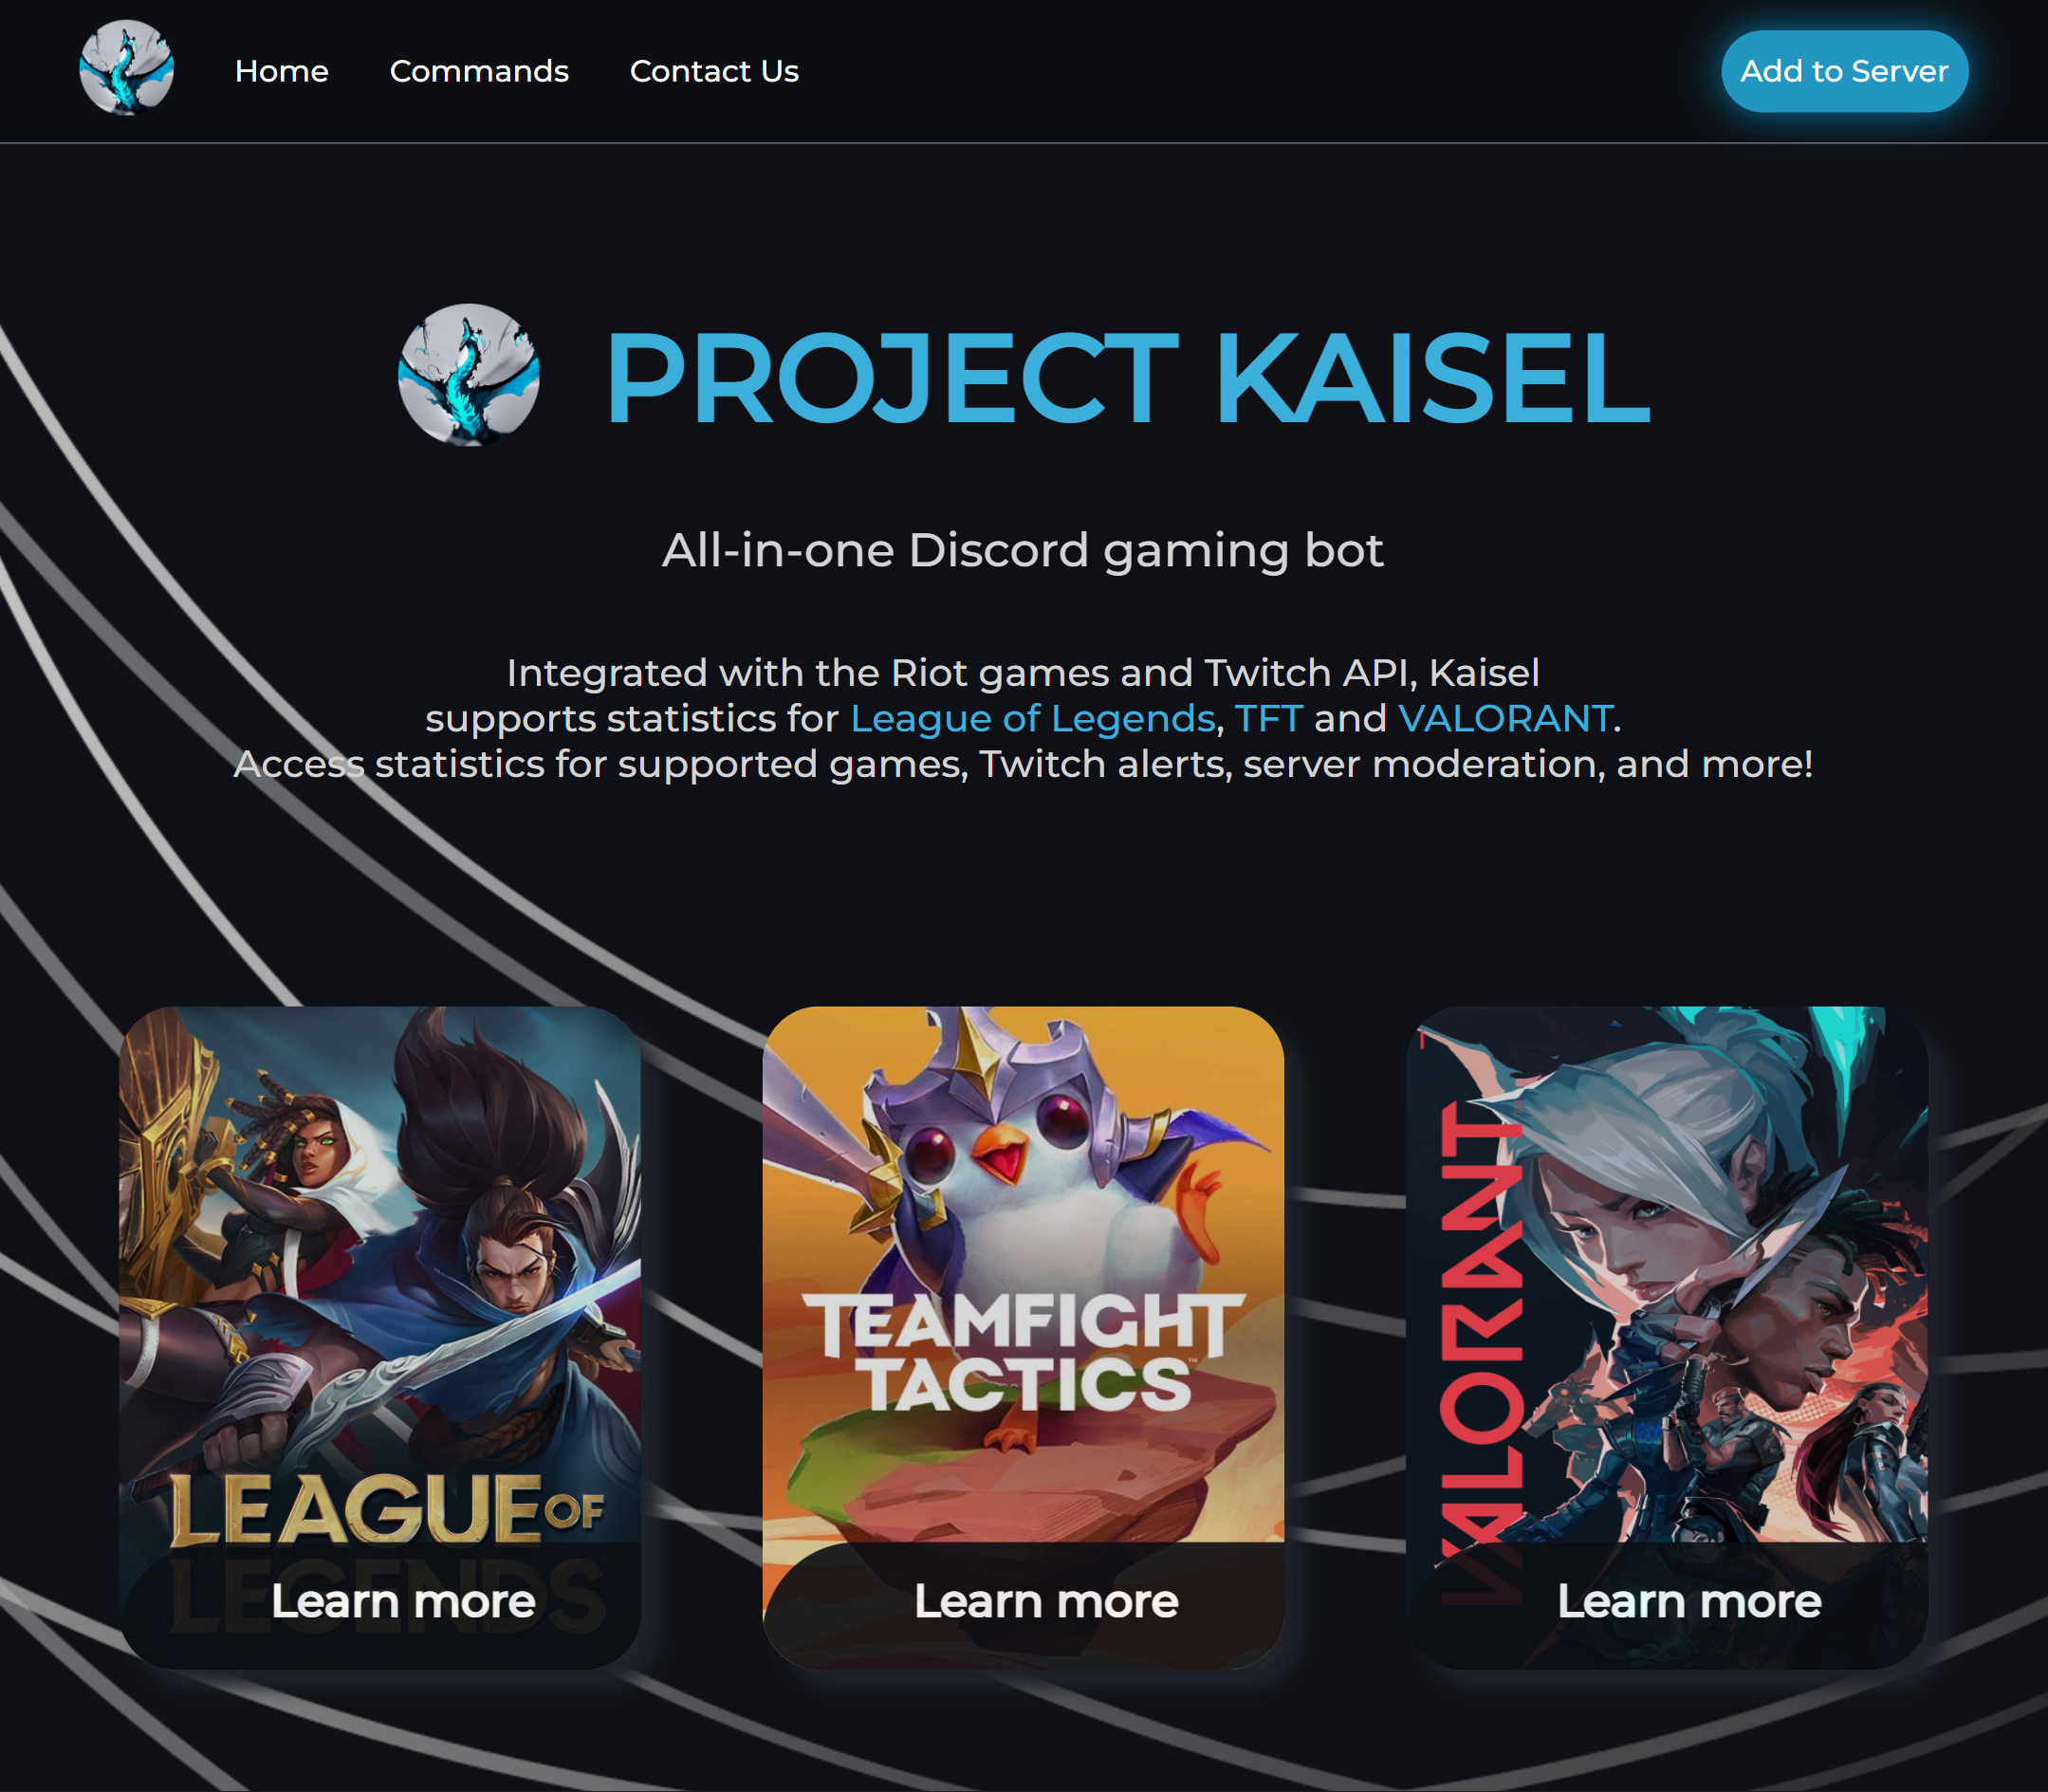 Home Commands Contact Us Add to Server
PROJECT KAISEL
All-in-one Discord gaming bot
Integrated with the Riot games and Twitch API, Kaisel
supports statistics for League of Legends, TFT and VALORANT.
Access statistics for supported games, Twitch alerts, server moderation, and more!
LEAGUE OF
LEGENDS
Learn more
TEAMFIGHT
TACTICS™
Learn more
VALORANT
Learn more